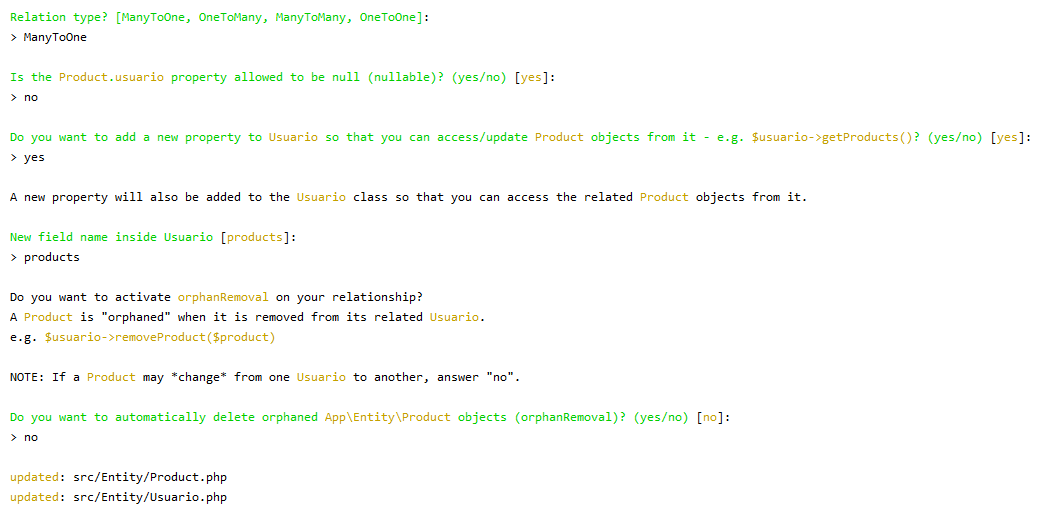 Relation type? [ManyToOne, OneToMany, ManyToMany, OneToOne]:
> ManyToOne
Is the Product.usuario property allowed to be null (nullable)? (yes/no) [yes]:
> no
Do you want to add a new property to Usuario so that you can access/update Product objects from it - e.g. $usuario->getProducts()? (yes/no) [yes]:
> yes
A new property will also be added to the Usuario class so that you can access the related Product objects from it.
New field name inside Usuario [products]:
> products
Do you want to activate orphanRemoval on your relationship?
A Product is "orphaned" when it is removed from its related Usuario.
e.g. $usuario->removeProduct($product)
NOTE: If a Product may *change* from one Usuario to another, answer "no".
Do you want to automatically delete orphaned App\Entity\Product objects (orphanRemoval)? (yes/no) [no]:
> no
updated: src/Entity/Product.php
updated: src/Entity/Usuario.php